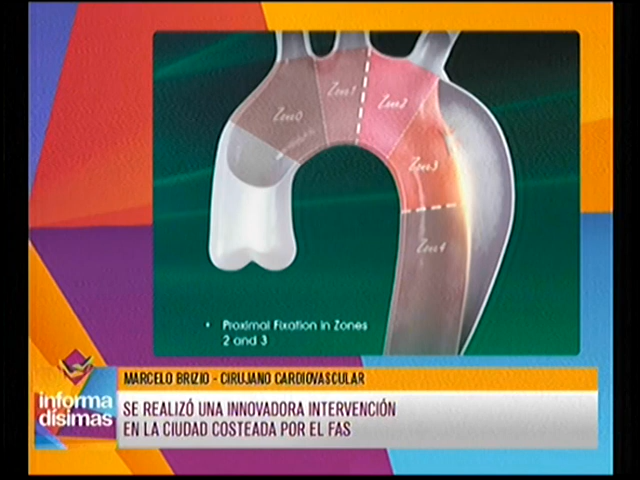 Zone 0
Zone 1
Zone 2
Zone 3
Zone 4
• Proximal Fixation in Zones
2 and 3
MARCELO BRIZIO - CIRUJANO CARDIOVASCULAR
informa
dísimas
SE REALIZÓ UNA INNOVADORA INTERVENCIÓN
EN LA CIUDAD COSTEADA POR EL FAS